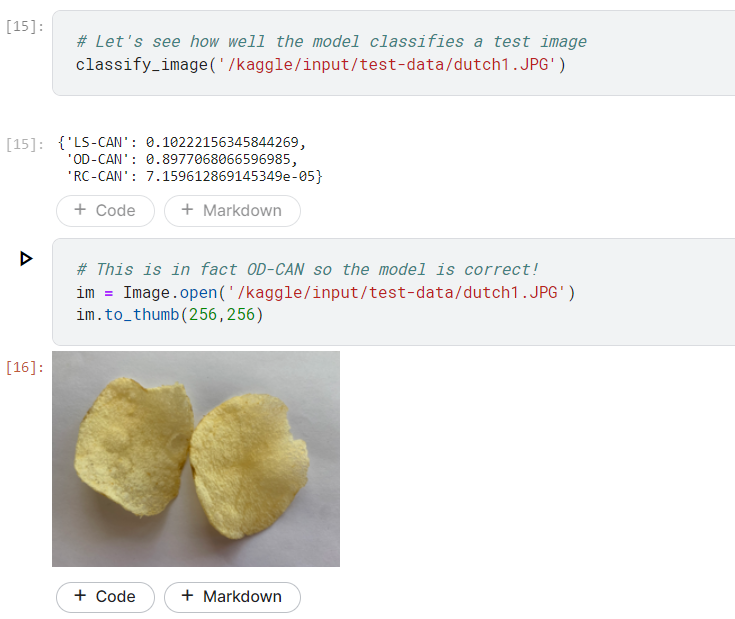 [15]:
# Let's see how well the model classifies a test image
classify_image('/kaggle/input/test-data/dutch1.JPG')
[15]:
{'LS-CAN': 0.10222156345844269,
'OD-CAN': 0.8977068066596985,
'RC-CAN': 7.159612869145349e-05}
+ Code + Markdown
# This is in fact OD-CAN so the model is correct!
im = Image.open('/kaggle/input/test-data/dutch1.JPG')
im.to_thumb(256,256)
[16]:
+ Code + Markdown